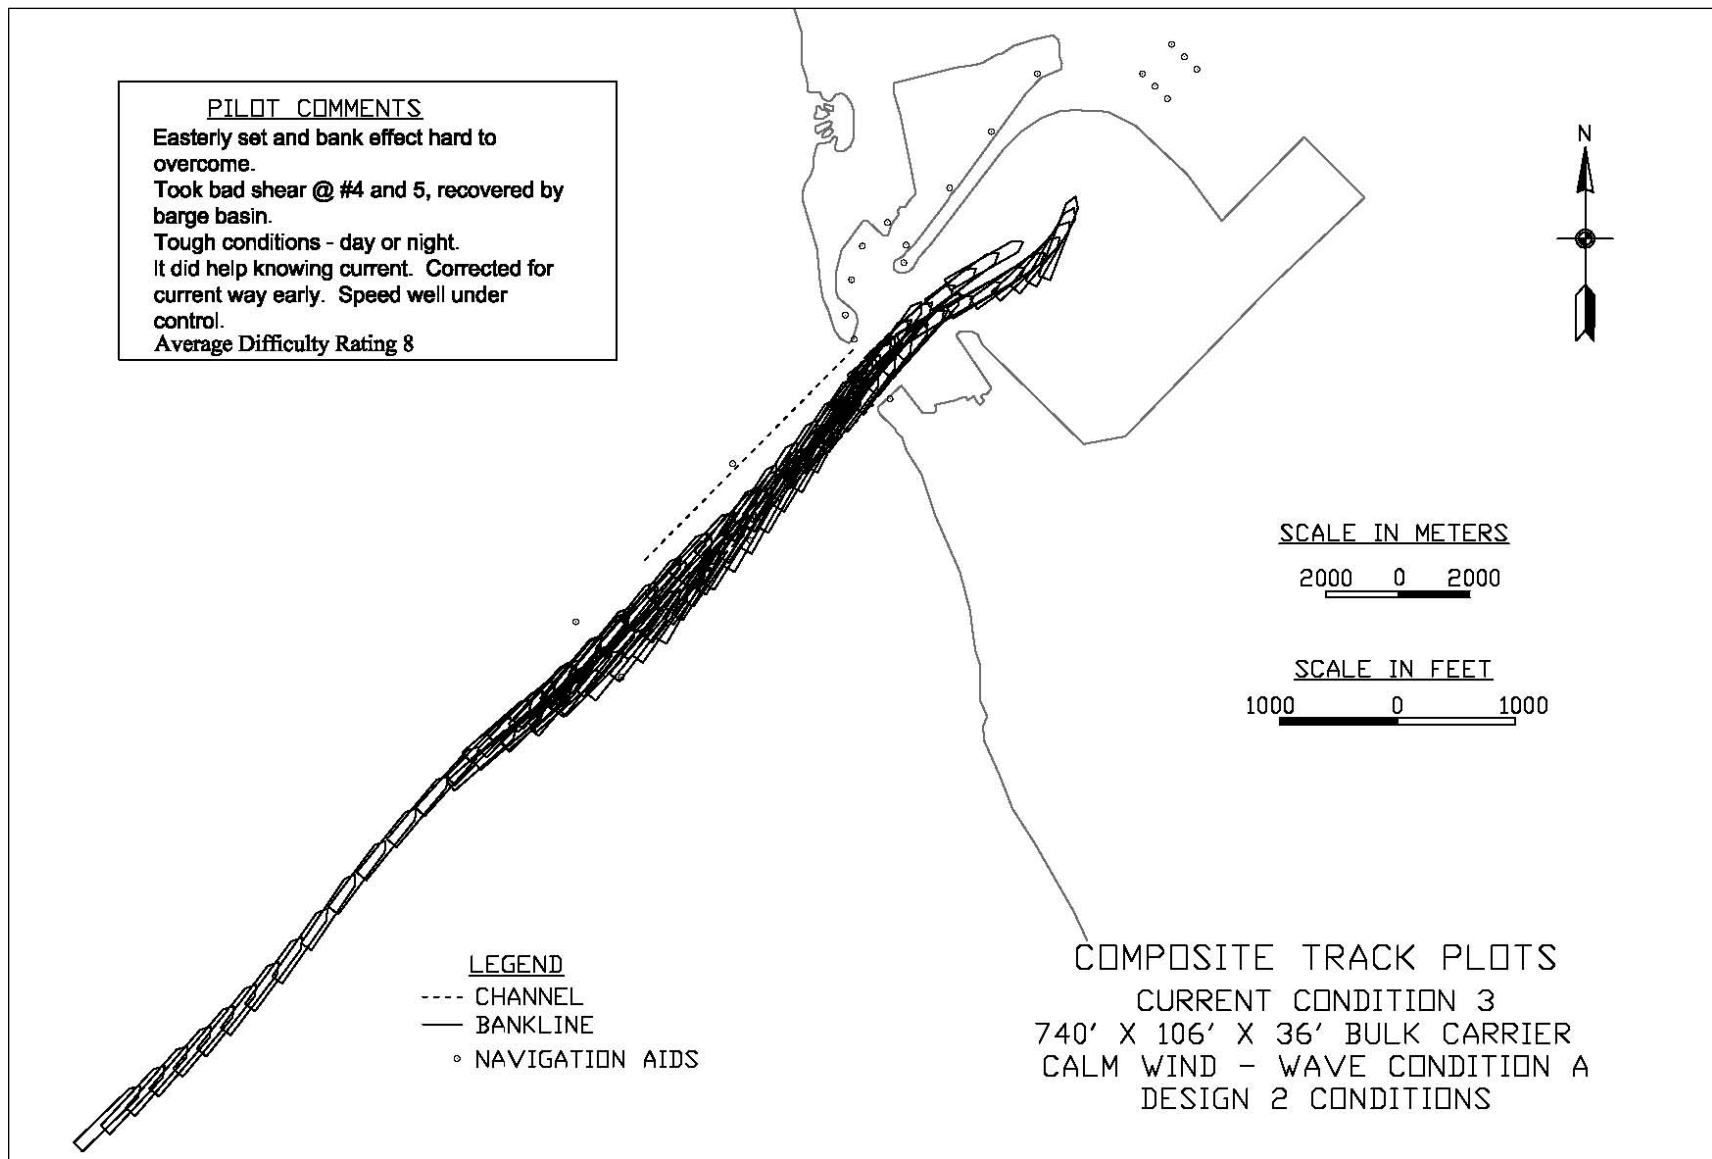 PILOT COMMENTS
Easterly set and bank effect hard to
overcome.
Took bad shear @ #4 and 5, recovered by
barge basin.
Tough conditions - day or night.
It did help knowing current. Corrected for
current way early. Speed well under
control.
Average Difficulty Rating 8
N
SCALE IN METERS
2000 0 2000
SCALE IN FEET
1000 0 1000
LEGEND
CHANNEL
BANKLINE
NAVIGATION AIDS
COMPOSITE TRACK PLOTS
CURRENT CONDITION 3
740' X 106' X 36' BULK CARRIER
CALM WIND - WAVE CONDITION A
DESIGN 2 CONDITIONS